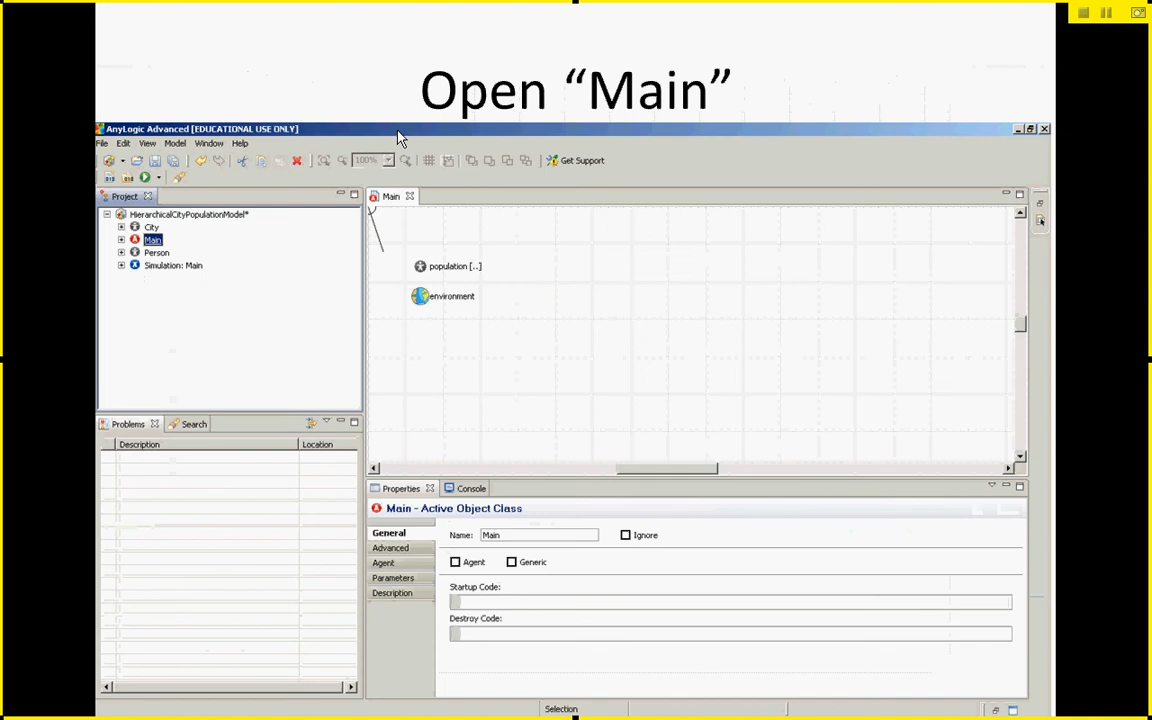 Open “Main”
AnyLogic Advanced [EDUCATIONAL USE ONLY]
File Edit View Model Window Help
100% Get Support
Project
Main
HierarchicalCityPopulationModel*
City
Main
Person
Simulation: Main
population [..]
environment
Problems Search
Description Location
Properties Console
Main - Active Object Class
General
Advanced
Agent
Parameters
Description
Name: Main Ignore
Agent Generic
Startup Code:
Destroy Code:
Selection